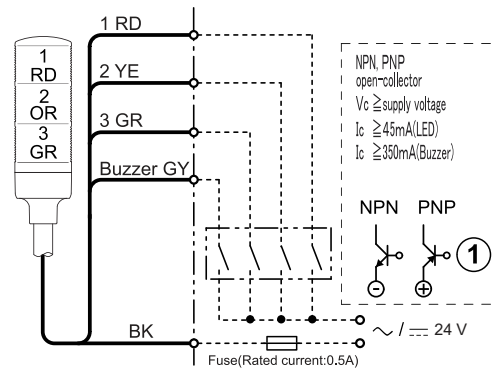 1 RD
2 YE
3 GR
Buzzer GY
BK
1
RD
2
OR
3
GR
NPN, PNP
open-collector
Vc ≧supply voltage
Ic ≧45mA(LED)
Ic ≧350mA(Buzzer)
NPN PNP
1
24 V
Fuse(Rated current:0.5A)